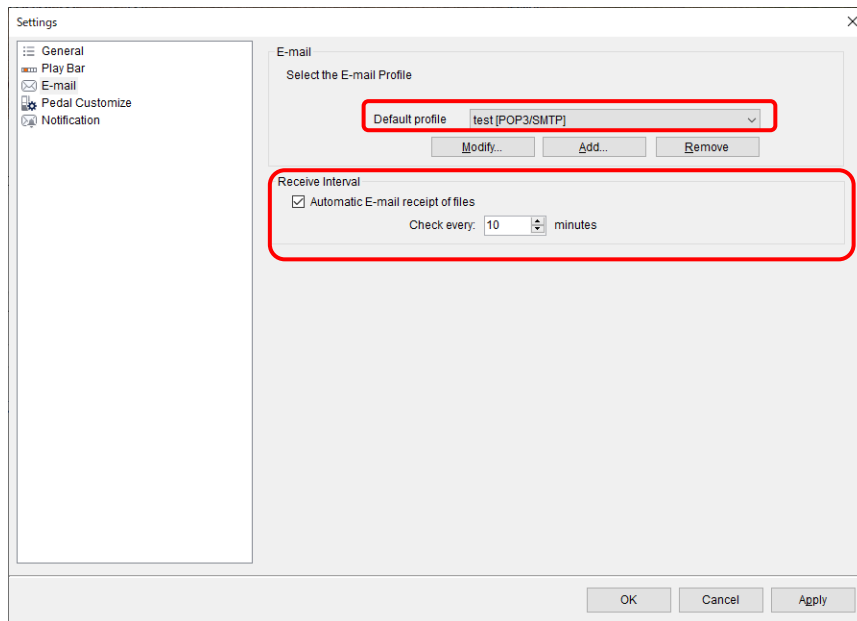 Settings
General
Play Bar
E-mail
Pedal Customize
Notification
E-mail
Select the E-mail Profile
Default profile test [POP3/SMTP]
Modify... Add... Remove
Receive Interval
Automatic E-mail receipt of files
Check every: 10 minutes
OK Cancel Apply